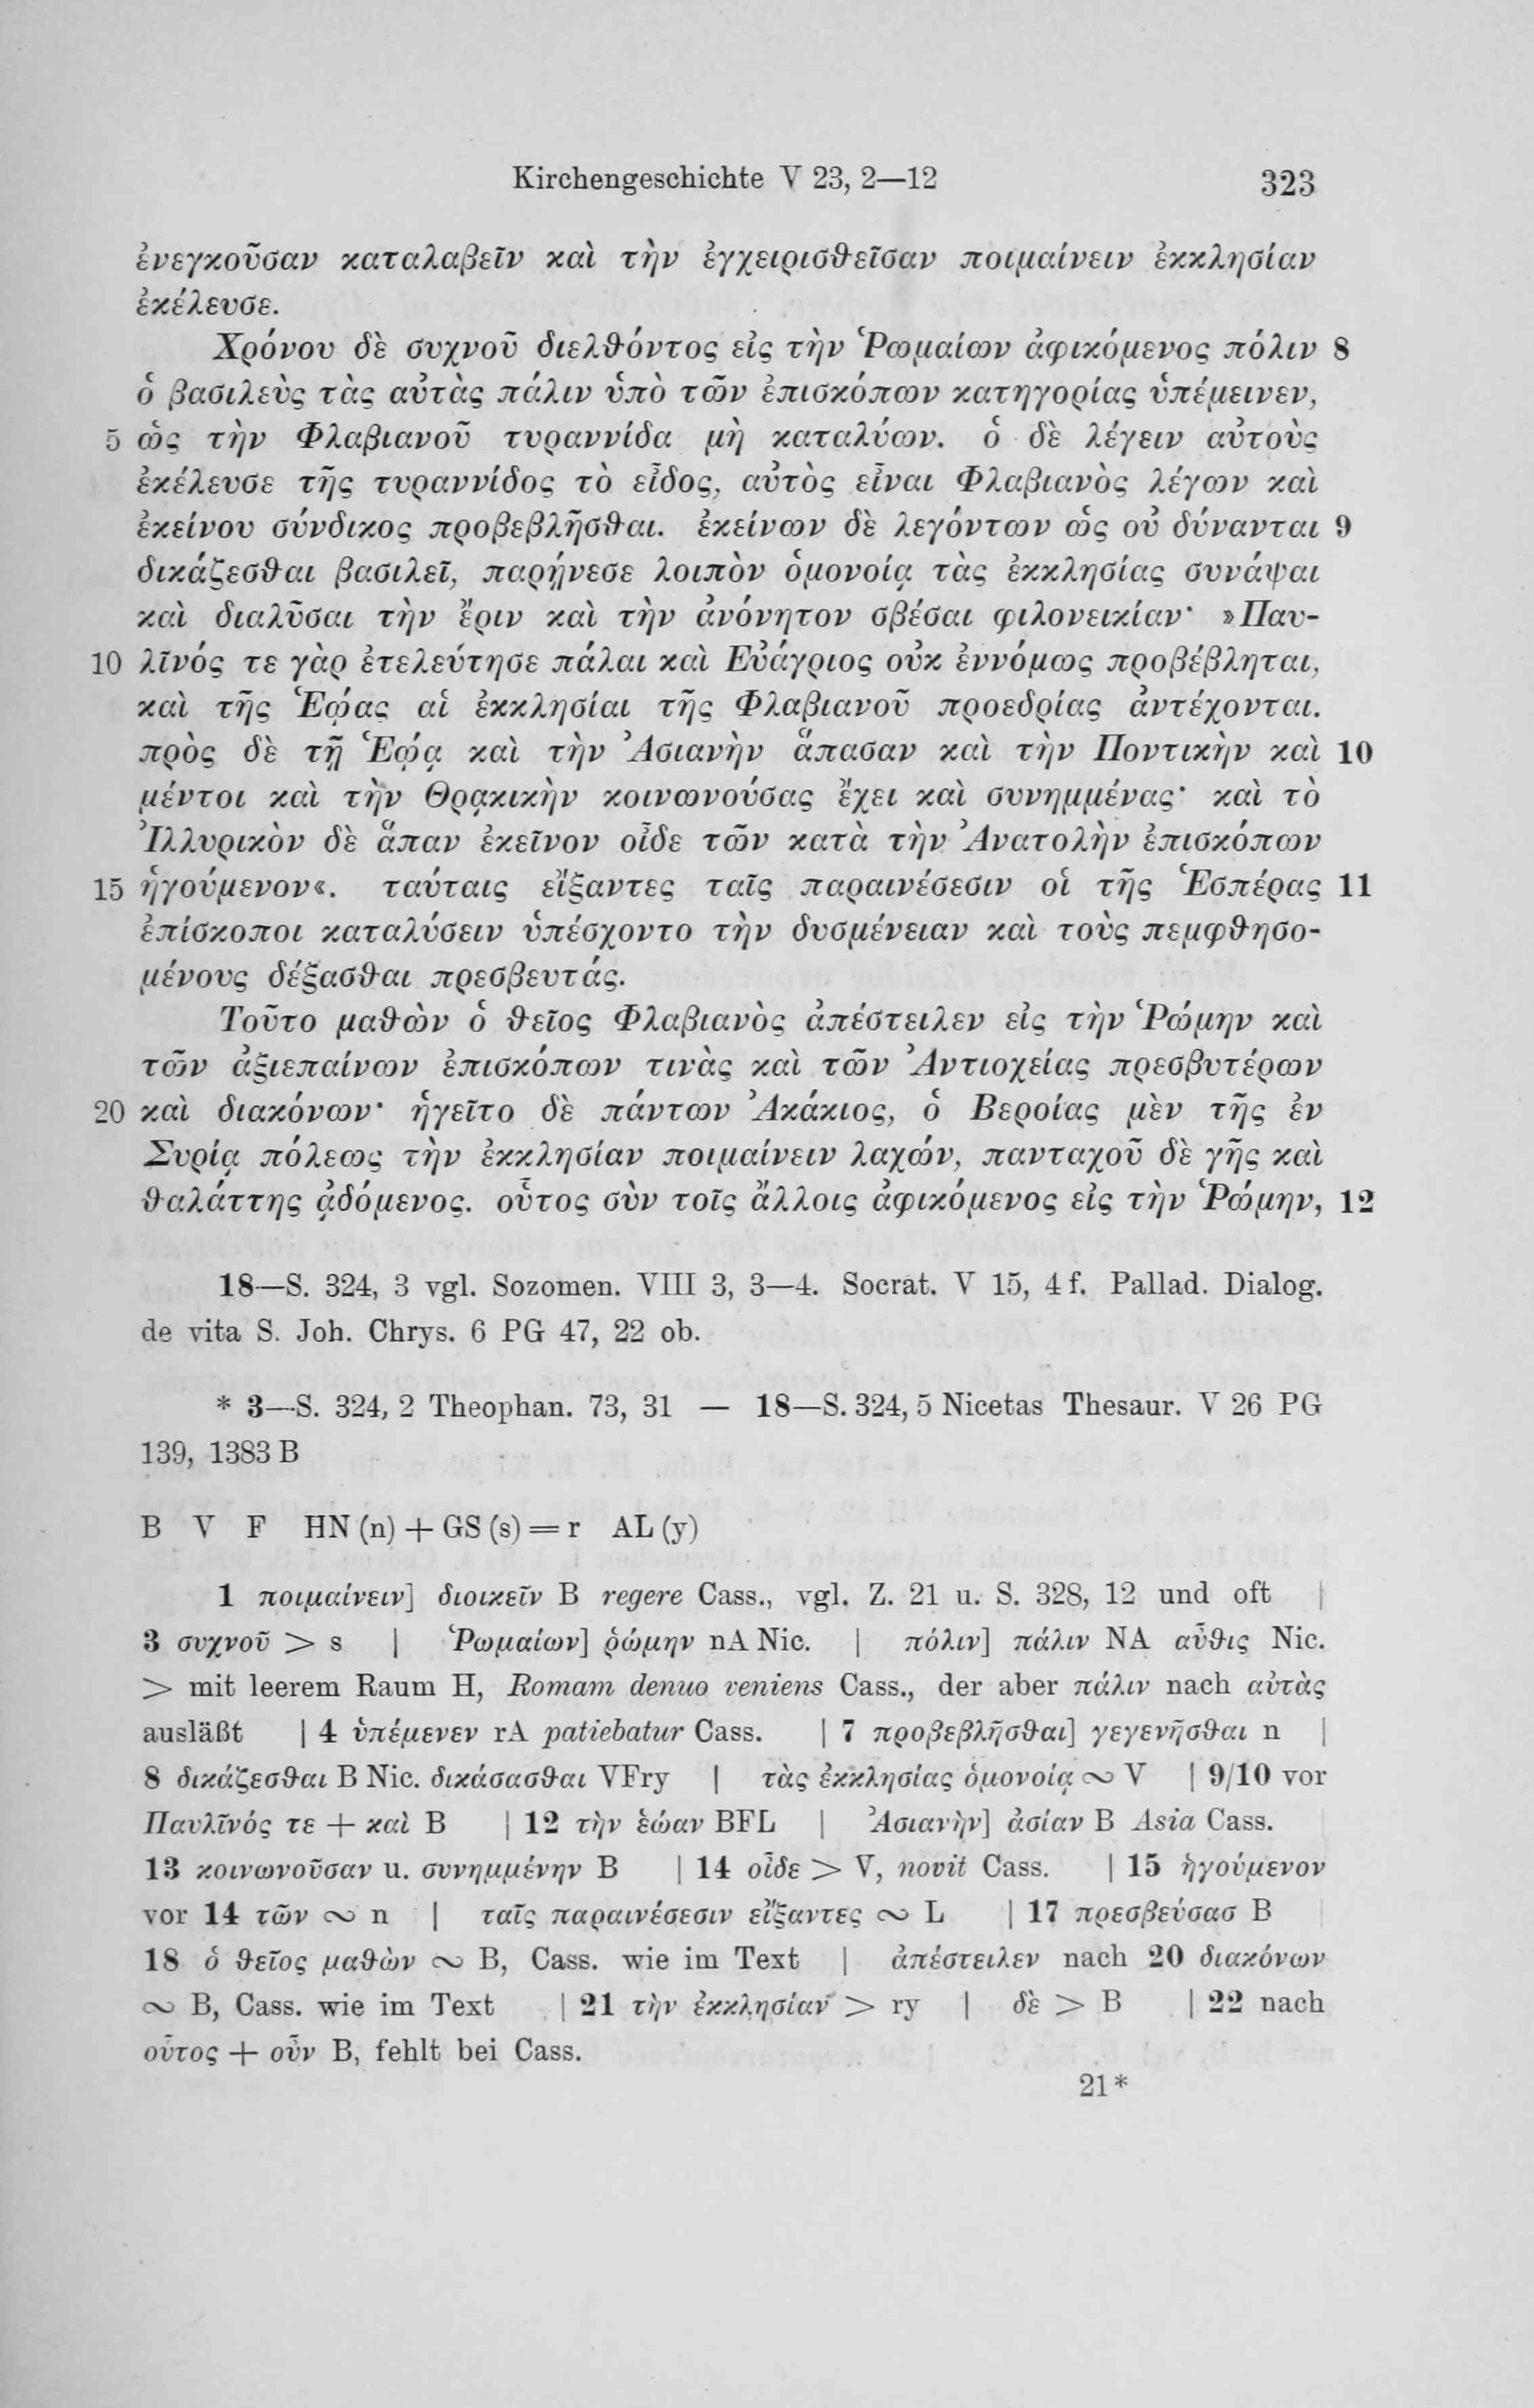 Kirchengeschichte V 23, 2—12 323
ἐνεγκοῦσαν καταλαβεῖν καὶ τὴν ἐγχειρισθεῖσαν ποιμαίνειν ἐκκλησίαν
ἐκέλευσε.
Χρόνου δὲ συχνοῦ διελθόντος εἰς τὴν Ῥωμαίων ἀφικόμενος πόλιν 8
ὁ βασιλεὺς τὰς αὐτὰς πάλιν ὑπὸ τῶν ἐπισκόπων κατηγορίας ὑπέμεινεν,
5 ὡς τὴν Φλαβιανοῦ τυραννίδα μὴ καταλύων. ὁ δὲ λέγειν αὐτοὺς
ἐκέλευσε τῆς τυραννίδος τὸ εἶδος, αὐτὸς εἶναι Φλαβιανὸς λέγων καὶ
ἐκείνου σύνδικος προβεβλῆσθαι. ἐκείνων δὲ λεγόντων ὡς οὐ δύνανται 9
δικάζεσθαι βασιλεῖ, παρῄνεσε λοιπὸν ὁμονοίᾳ τὰς ἐκκλησίας συνάψαι
καὶ διαλῦσαι τὴν ἔριν καὶ τὴν ἀνόνητον σβέσαι φιλονεικίαν· »Παυ-
10 λῖνός τε γὰρ ἐτελεύτησε πάλαι καὶ Εὐάγριος οὐκ ἐννόμως προβέβληται,
καὶ τῆς Ἑῴας αἱ ἐκκλησίαι τῆς Φλαβιανοῦ προεδρίας ἀντέχονται.
πρὸς δὲ τῇ Ἑῴᾳ καὶ τὴν Ἀσιανὴν ἅπασαν καὶ τὴν Ποντικὴν καὶ 10
μέντοι καὶ τὴν Θρᾳκικὴν κοινωνούσας ἔχει καὶ συνημμένας· καὶ τὸ
Ἰλλυρικὸν δὲ ἅπαν ἐκεῖνον οἶδε τῶν κατὰ τὴν Ἀνατολὴν ἐπισκόπων
15 ἡγούμενον«. ταύταις εἴξαντες ταῖς παραινέσεσιν οἱ τῆς Ἑσπέρας 11
ἐπίσκοποι καταλύσειν ὑπέσχοντο τὴν δυσμένειαν καὶ τοὺς πεμφθησο-
μένους δέξασθαι πρεσβευτάς.
Τοῦτο μαθὼν ὁ θεῖος Φλαβιανὸς ἀπέστειλεν εἰς τὴν Ῥώμην καὶ
τῶν ἀξιεπαίνων ἐπισκόπων τινὰς καὶ τῶν Ἀντιοχείας πρεσβυτέρων
20 καὶ διακόνων· ἡγεῖτο δὲ πάντων Ἀκάκιος, ὁ Βεροίας μὲν τῆς ἐν
Συρίᾳ πόλεως τὴν ἐκκλησίαν ποιμαίνειν λαχών, πανταχοῦ δὲ γῆς καὶ
θαλάττης ᾀδόμενος. οὗτος σὺν τοῖς ἄλλοις ἀφικόμενος εἰς τὴν Ῥώμην, 12
18—S. 324, 3 vgl. Sozomen. VIII 3, 3—4. Socrat. V 15, 4 f. Pallad. Dialog.
de vita S. Joh. Chrys. 6 PG 47, 22 ob.
* 3—S. 324, 2 Theophan. 73, 31 — 18—S. 324, 5 Nicetas Thesaur. V 26 PG
139, 1383 B
B V F HN (n) + GS (s) = r AL (y)
1 ποιμαίνειν] διοικεῖν B regere Cass., vgl. Z. 21 u. S. 328, 12 und oft |
3 συχνοῦ > s | Ῥωμαίων] ῥώμην nA Nic. | πόλιν] πάλιν NA αὖθις Nic.
> mit leerem Raum H, Romam denuo veniens Cass., der aber πάλιν nach αὐτὰς
ausläßt | 4 ὑπέμενεν rA patiebatur Cass. | 7 προβεβλῆσθαι] γεγενῆσθαι n |
8 δικάζεσθαι B Nic. δικάσασθαι VFry | τὰς ἐκκλησίας ὁμονοίᾳ ∾ V | 9/10 vor
Παυλῖνός τε + καὶ B | 12 τὴν ἑώαν BFL | Ἀσιανὴν] ἀσίαν B Asia Cass.
13 κοινωνοῦσαν u. συνημμένην B | 14 οἶδε > V, novit Cass. | 15 ἡγούμενον
vor 14 τῶν ∾ n | ταῖς παραινέσεσιν εἴξαντες ∾ L | 17 πρεσβεύσασ B
18 ὁ θεῖος μαθὼν ∾ B, Cass. wie im Text | ἀπέστειλεν nach 20 διακόνων
∾ B, Cass. wie im Text | 21 τὴν ἐκκλησίαν > ry | δὲ > B | 22 nach
οὗτος + οὖν B, fehlt bei Cass.
21*